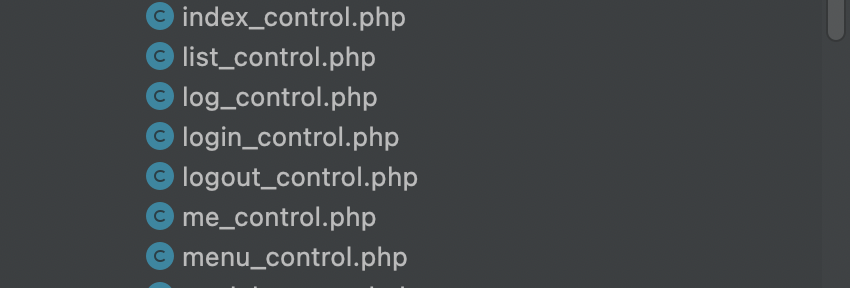 index_control.php
list_control.php
log_control.php
login_control.php
logout_control.php
me_control.php
menu_control.php